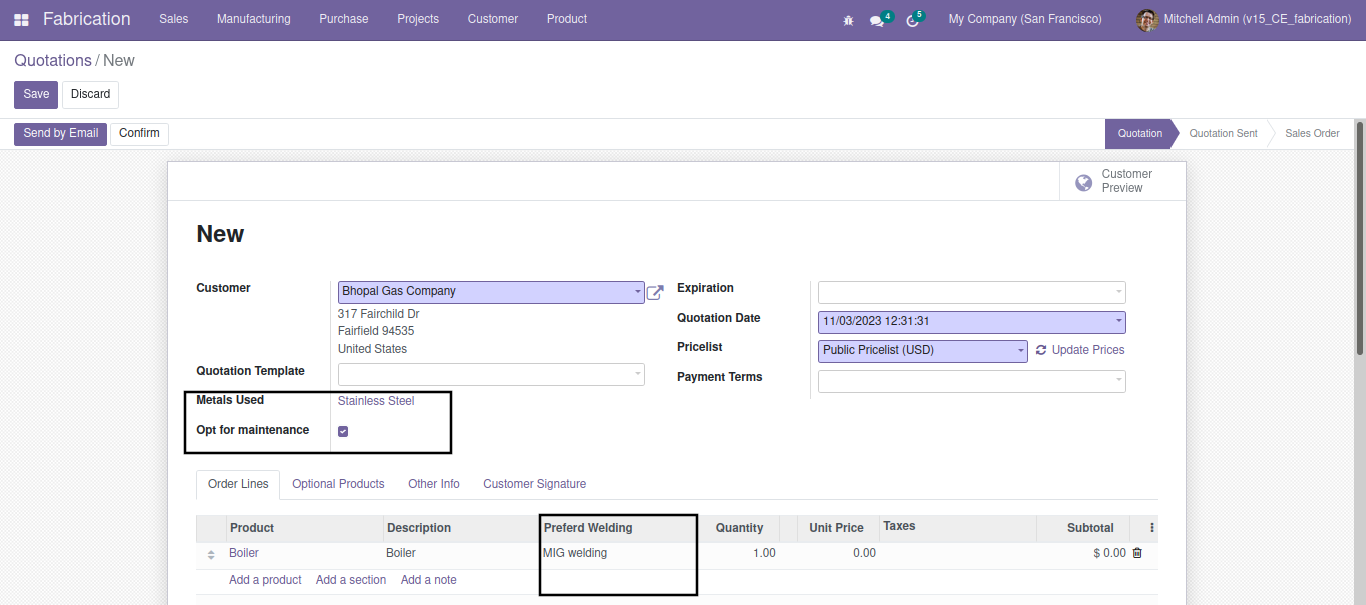 Fabrication Sales Manufacturing Purchase Projects Customer Product 4 5 My Company (San Francisco) Mitchell Admin (v15_CE_fabrication)
Quotations / New
Save Discard
Send by Email Confirm Quotation Quotation Sent Sales Order
Customer
Preview
New
Customer Bhopal Gas Company
317 Fairchild Dr
Fairfield 94535
United States
Quotation Template
Metals Used Stainless Steel
Opt for maintenance
Expiration
Quotation Date 11/03/2023 12:31:31
Pricelist Public Pricelist (USD) Update Prices
Payment Terms
Order Lines Optional Products Other Info Customer Signature
Product Description Preferd Welding Quantity Unit Price Taxes Subtotal
Boiler Boiler MIG welding 1.00 0.00 $ 0.00
Add a product Add a section Add a note